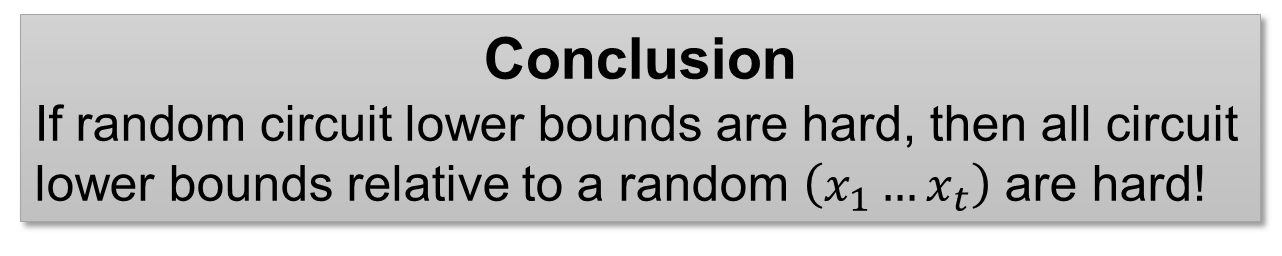 Conclusion
If random circuit lower bounds are hard, then all circuit
lower bounds relative to a random (x₁ … xₜ) are hard!